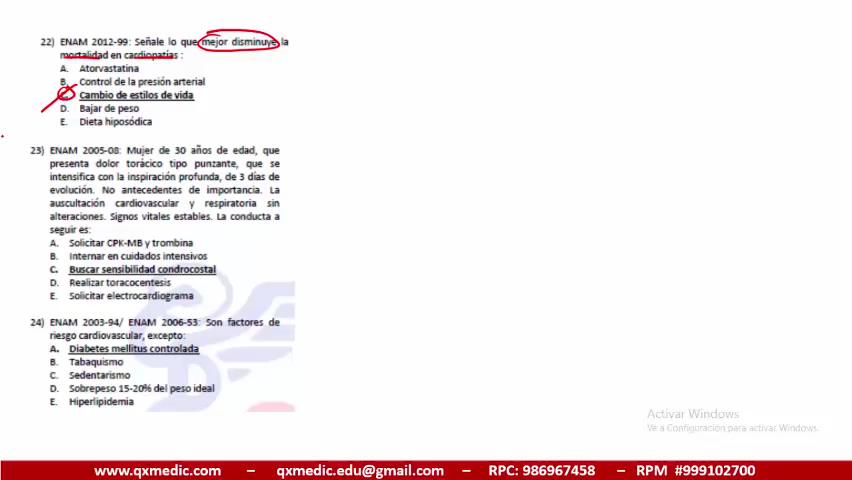 22) ENAM 2012-99: Señale lo que mejor disminuye la
mortalidad en cardiopatías :
A. Atorvastatina
B. Control de la presión arterial
C. Cambio de estilos de vida
D. Bajar de peso
E. Dieta hiposódica
23) ENAM 2005-08: Mujer de 30 años de edad, que
presenta dolor torácico tipo punzante, que se
intensifica con la inspiración profunda, de 3 días de
evolución. No antecedentes de importancia. La
auscultación cardiovascular y respiratoria sin
alteraciones. Signos vitales estables. La conducta a
seguir es:
A. Solicitar CPK-MB y trombina
B. Internar en cuidados intensivos
C. Buscar sensibilidad condrocostal
D. Realizar toracocentesis
E. Solicitar electrocardiograma
24) ENAM 2003-94/ ENAM 2006-53: Son factores de
riesgo cardiovascular, excepto:
A. Diabetes mellitus controlada
B. Tabaquismo
C. Sedentarismo
D. Sobrepeso 15-20% del peso ideal
E. Hiperlipidemia
Activar Windows
Ve a Configuración para activar Windows.
www.qxmedic.com – qxmedic.edu@gmail.com – RPC: 986967458 – RPM #999102700